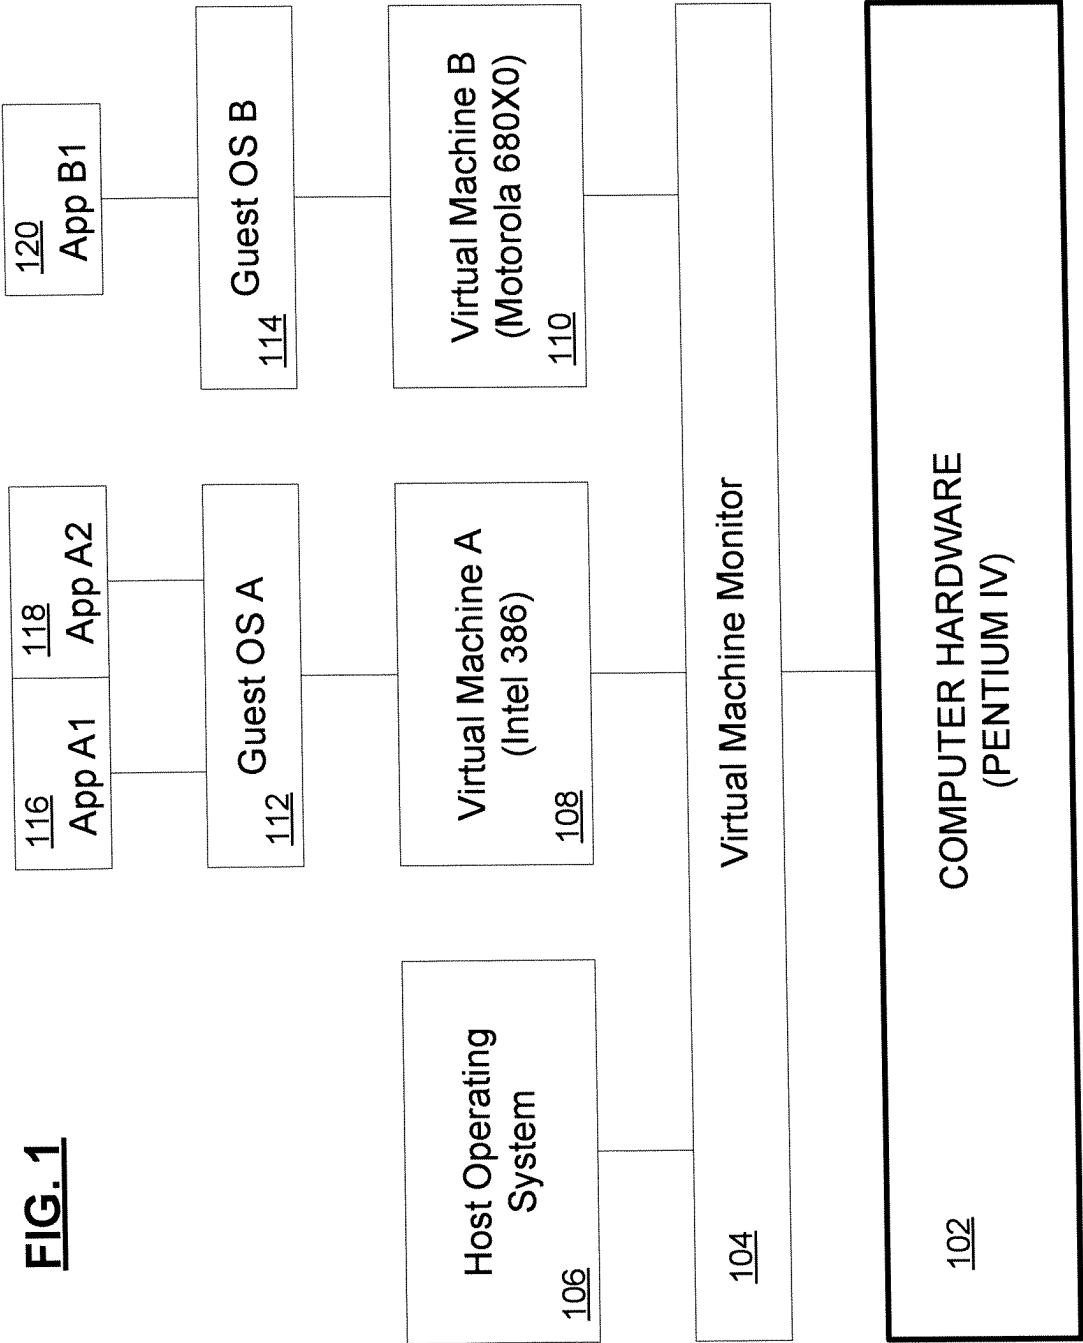 FIG. 1
116
App A1
118
App A2
120
App B1
Guest OS A
112
Guest OS B
114
Host Operating
System
106
Virtual Machine A
(Intel 386)
108
Virtual Machine B
(Motorola 680X0)
110
Virtual Machine Monitor
104
COMPUTER HARDWARE
(PENTIUM IV)
102